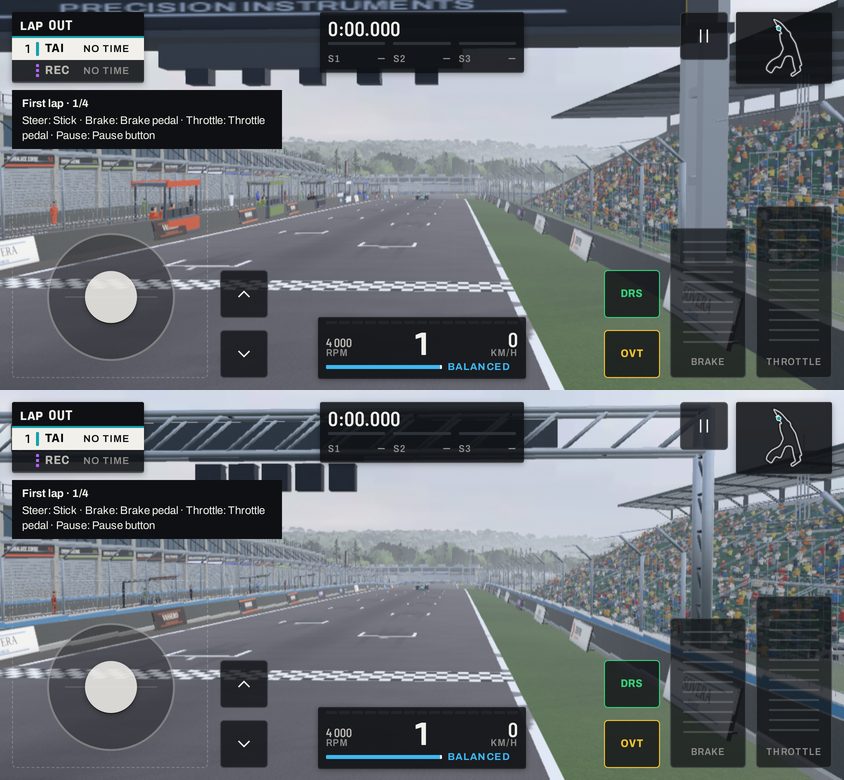 PRECISION INSTRUMENTS
LAP OUT
1 TAI NO TIME
REC NO TIME
0:00.000
S1 – S2 – S3 –
First lap · 1/4
Steer: Stick · Brake: Brake pedal · Throttle: Throttle
pedal · Pause: Pause button
DRS
OVT
4 000
RPM
1
0
KM/H
BALANCED
BRAKE
THROTTLE
LAP OUT
1 TAI NO TIME
REC NO TIME
0:00.000
S1 – S2 – S3 –
First lap · 1/4
Steer: Stick · Brake: Brake pedal · Throttle: Throttle
pedal · Pause: Pause button
DRS
OVT
4 000
RPM
1
0
KM/H
BALANCED
BRAKE
THROTTLE